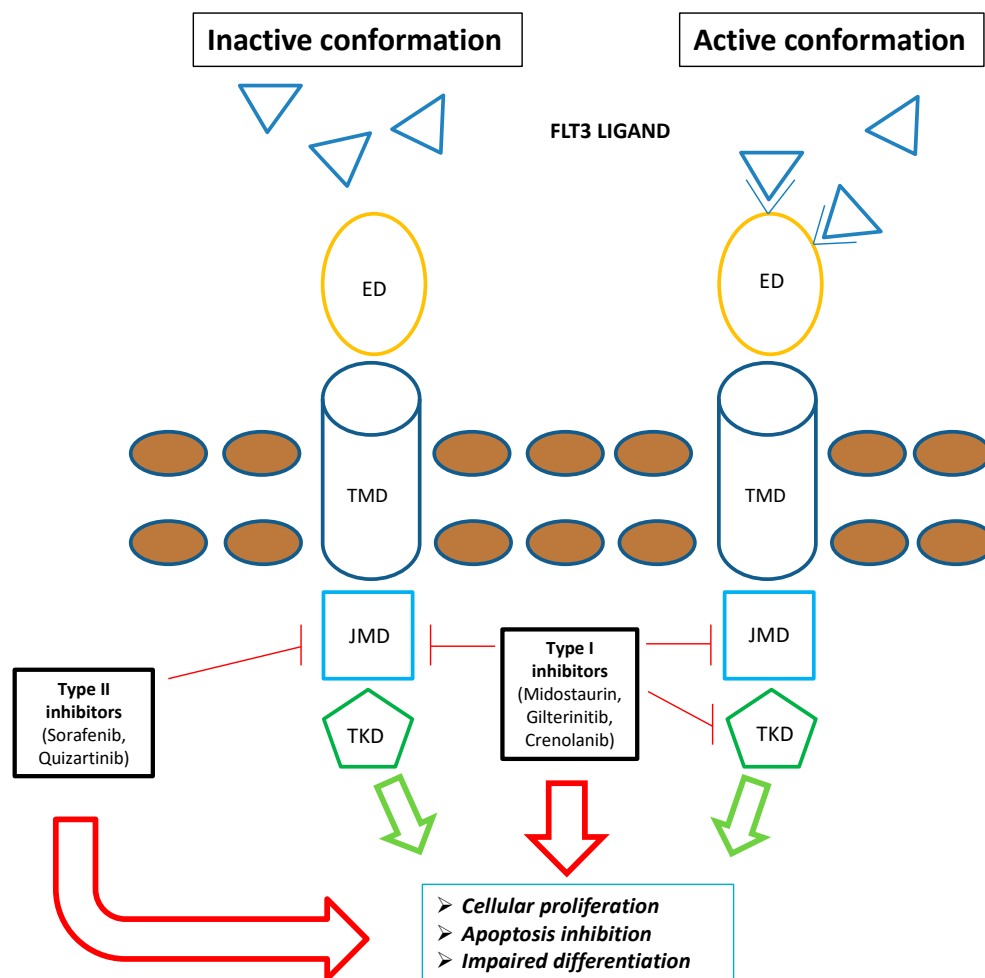 Inactive conformation
Active conformation
FLT3 LIGAND
ED
ED
TMD
TMD
JMD
JMD
Type II
inhibitors
(Sorafenib,
Quizartinib)
Type I
inhibitors
(Midostaurin,
Gilterinitib,
Crenolanib)
TKD
TKD
➢ Cellular proliferation
➢ Apoptosis inhibition
➢ Impaired differentiation